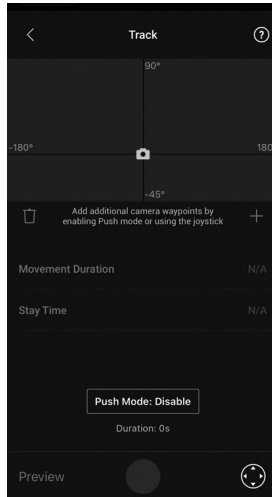 Track
?
90°
-180°
180
-45°
Add additional camera waypoints by
enabling Push mode or using the joystick
Movement Duration N/A
Stay Time N/A
Push Mode: Disable
Duration: 0s
Preview